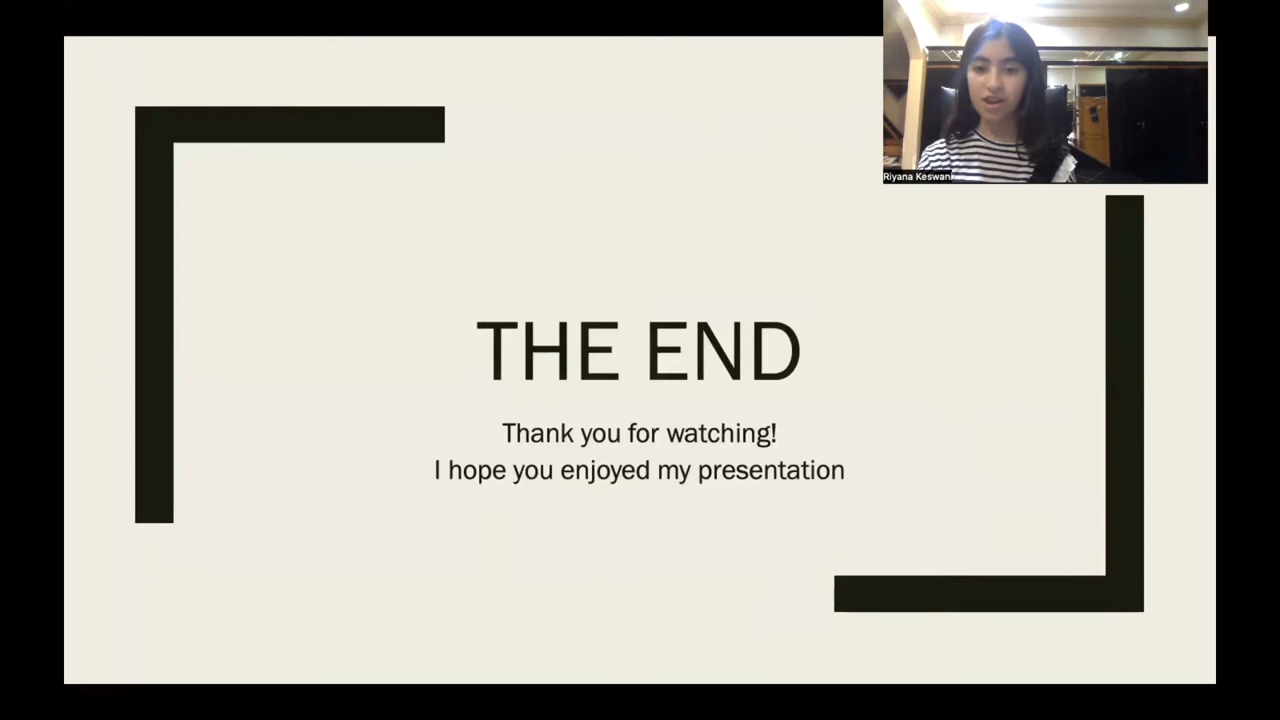 Riyana Keswani
THE END
Thank you for watching!
I hope you enjoyed my presentation